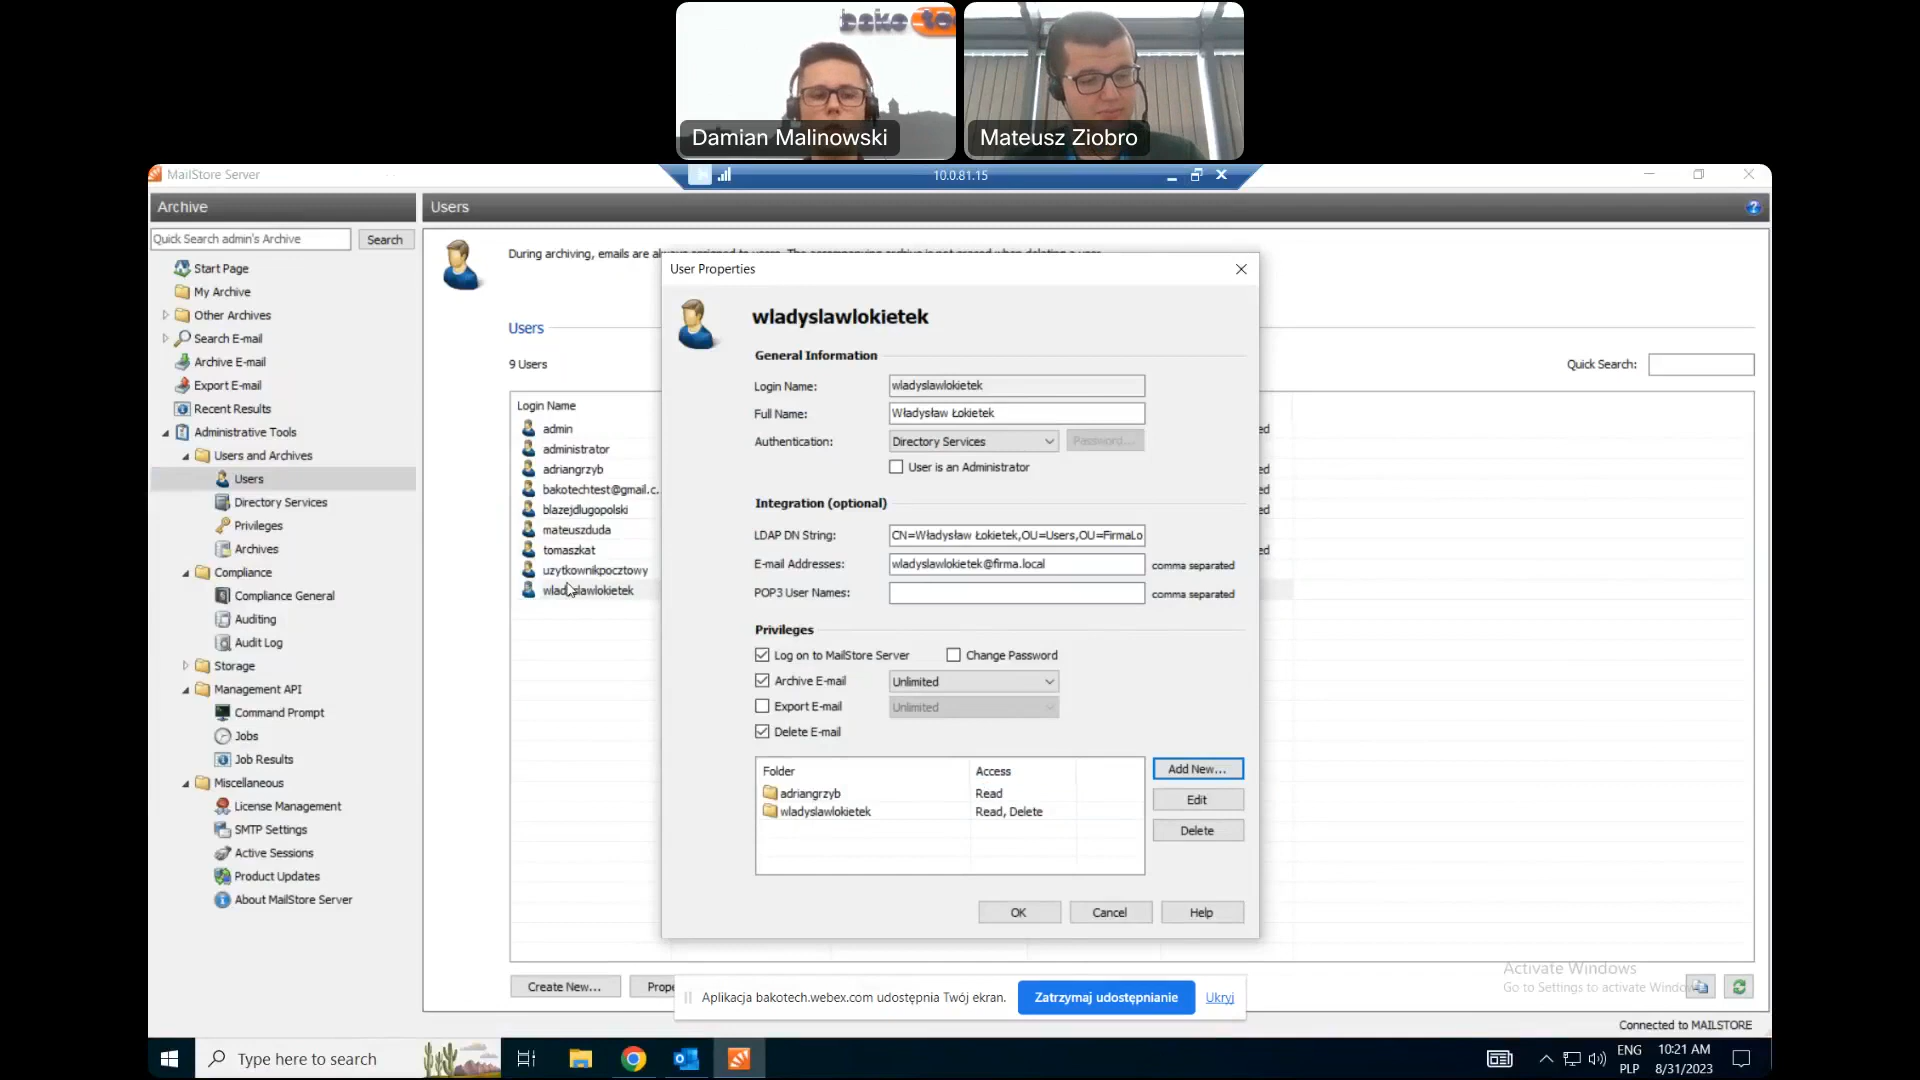 bako
Damian Malinowski
Mateusz Ziobro
MailStore Server
10.0.81.15
Archive
Users
Quick Search admin's Archive
Search
Start Page
My Archive
Other Archives
Search E-mail
Archive E-mail
Export E-mail
Recent Results
Administrative Tools
Users and Archives
Users
Directory Services
Privileges
Archives
Compliance
Compliance General
Auditing
Audit Log
Storage
Management API
Command Prompt
Jobs
Job Results
Miscellaneous
License Management
SMTP Settings
Active Sessions
Product Updates
About MailStore Server
During archiving, emails are
Users
9 Users
Quick Search:
Login Name
admin
administrator
adriangrzyb
bakotechtest@gmail.c...
blazejdlugopolski
mateuszduda
tomaszkat
uzytkownikpocztowy
User Properties
wladyslawlokietek
General Information
Login Name:
wladyslawlokietek
Full Name:
Władysław Łokietek
Authentication:
Directory Services
Password...
User is an Administrator
Integration (optional)
LDAP DN String:
CN=Władysław Łokietek,OU=Users,OU=FirmaLo
E-mail Addresses:
wladyslawlokietek@firma.local
comma separated
POP3 User Names:
comma separated
Privileges
Log on to MailStore Server
Change Password
Archive E-mail
Unlimited
Export E-mail
Unlimited
Delete E-mail
Folder
Access
adriangrzyb
Read
wladyslawlokietek
Read, Delete
Add New...
Edit
Delete
OK
Cancel
Help
Create New...
Prope
Aplikacja bakotech.webex.com udostępnia Twój ekran.
Zatrzymaj udostępnianie
Ukryj
Activate Windows
Go to Settings to activate Windo
Connected to MAILSTORE
Type here to search
ENG
PLP
10:21 AM
8/31/2023